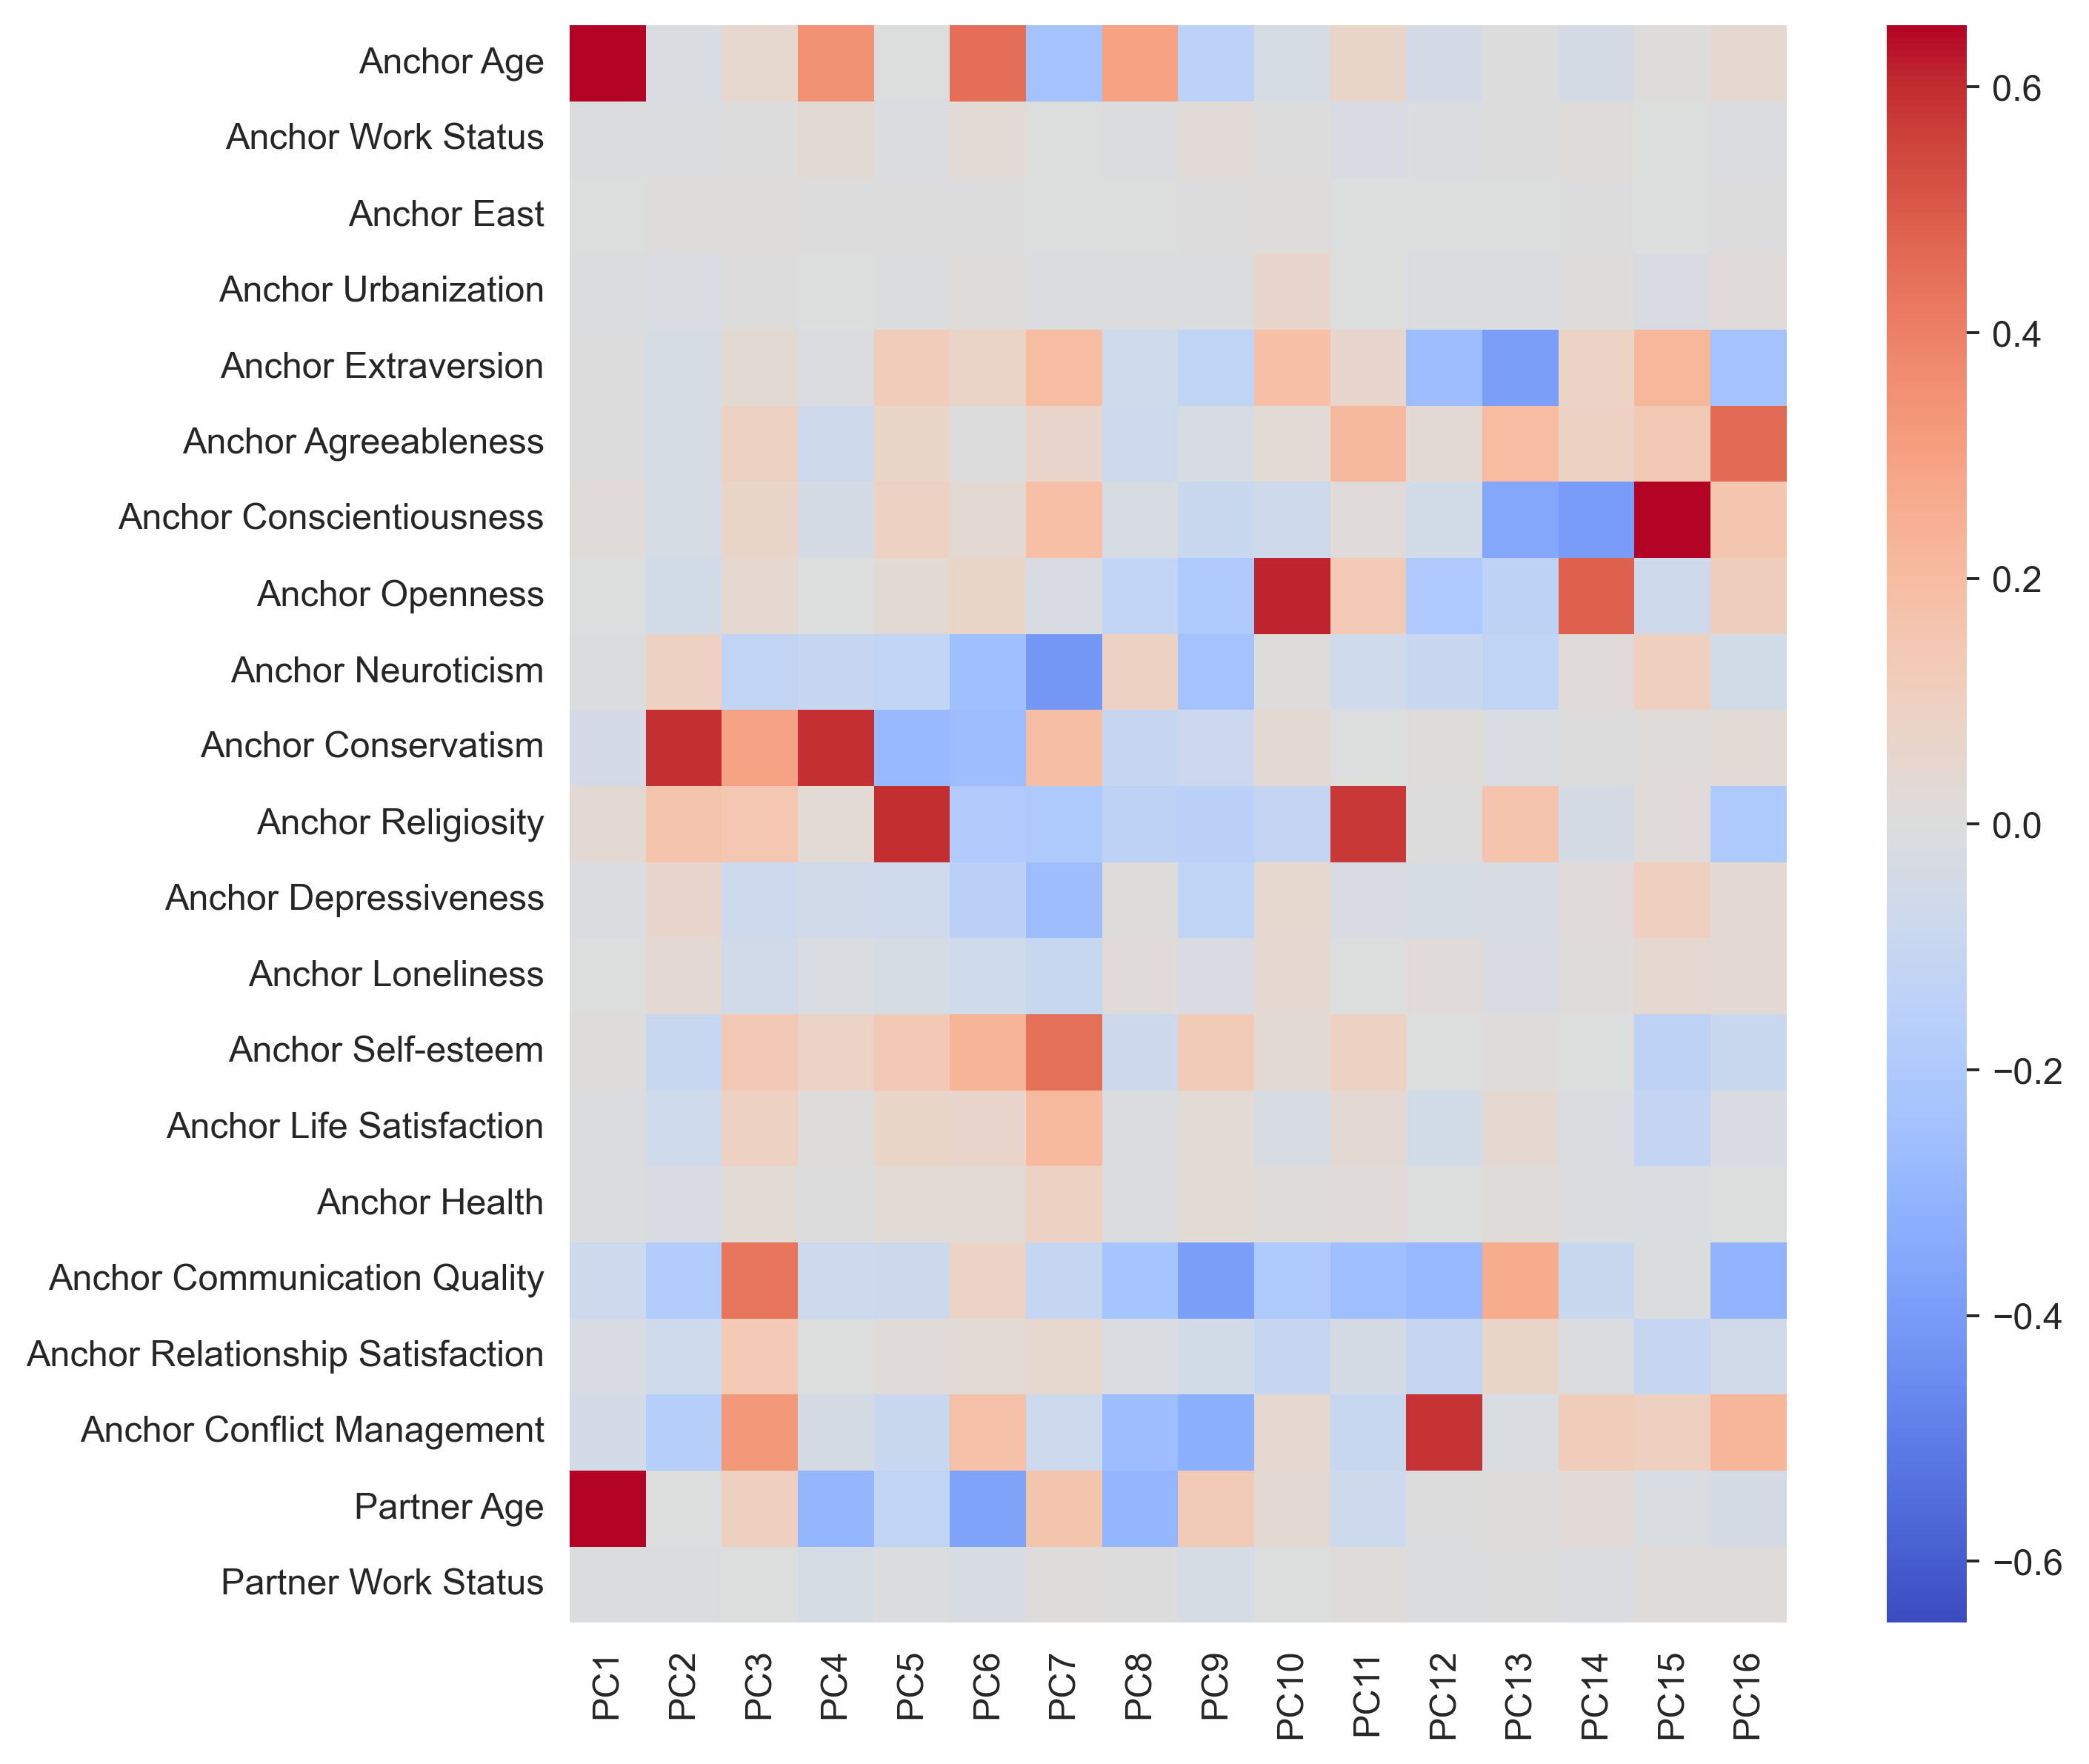 Anchor Age
Anchor Work Status
Anchor East
Anchor Urbanization
Anchor Extraversion
Anchor Agreeableness
Anchor Conscientiousness
Anchor Openness
Anchor Neuroticism
Anchor Conservatism
Anchor Religiosity
Anchor Depressiveness
Anchor Loneliness
Anchor Self-esteem
Anchor Life Satisfaction
Anchor Health
Anchor Communication Quality
Anchor Relationship Satisfaction
Anchor Conflict Management
Partner Age
Partner Work Status
PC1
PC2
PC3
PC4
PC5
PC6
PC7
PC8
PC9
PC10
PC11
PC12
PC13
PC14
PC15
PC16
0.6
0.4
0.2
0.0
−0.2
−0.4
−0.6